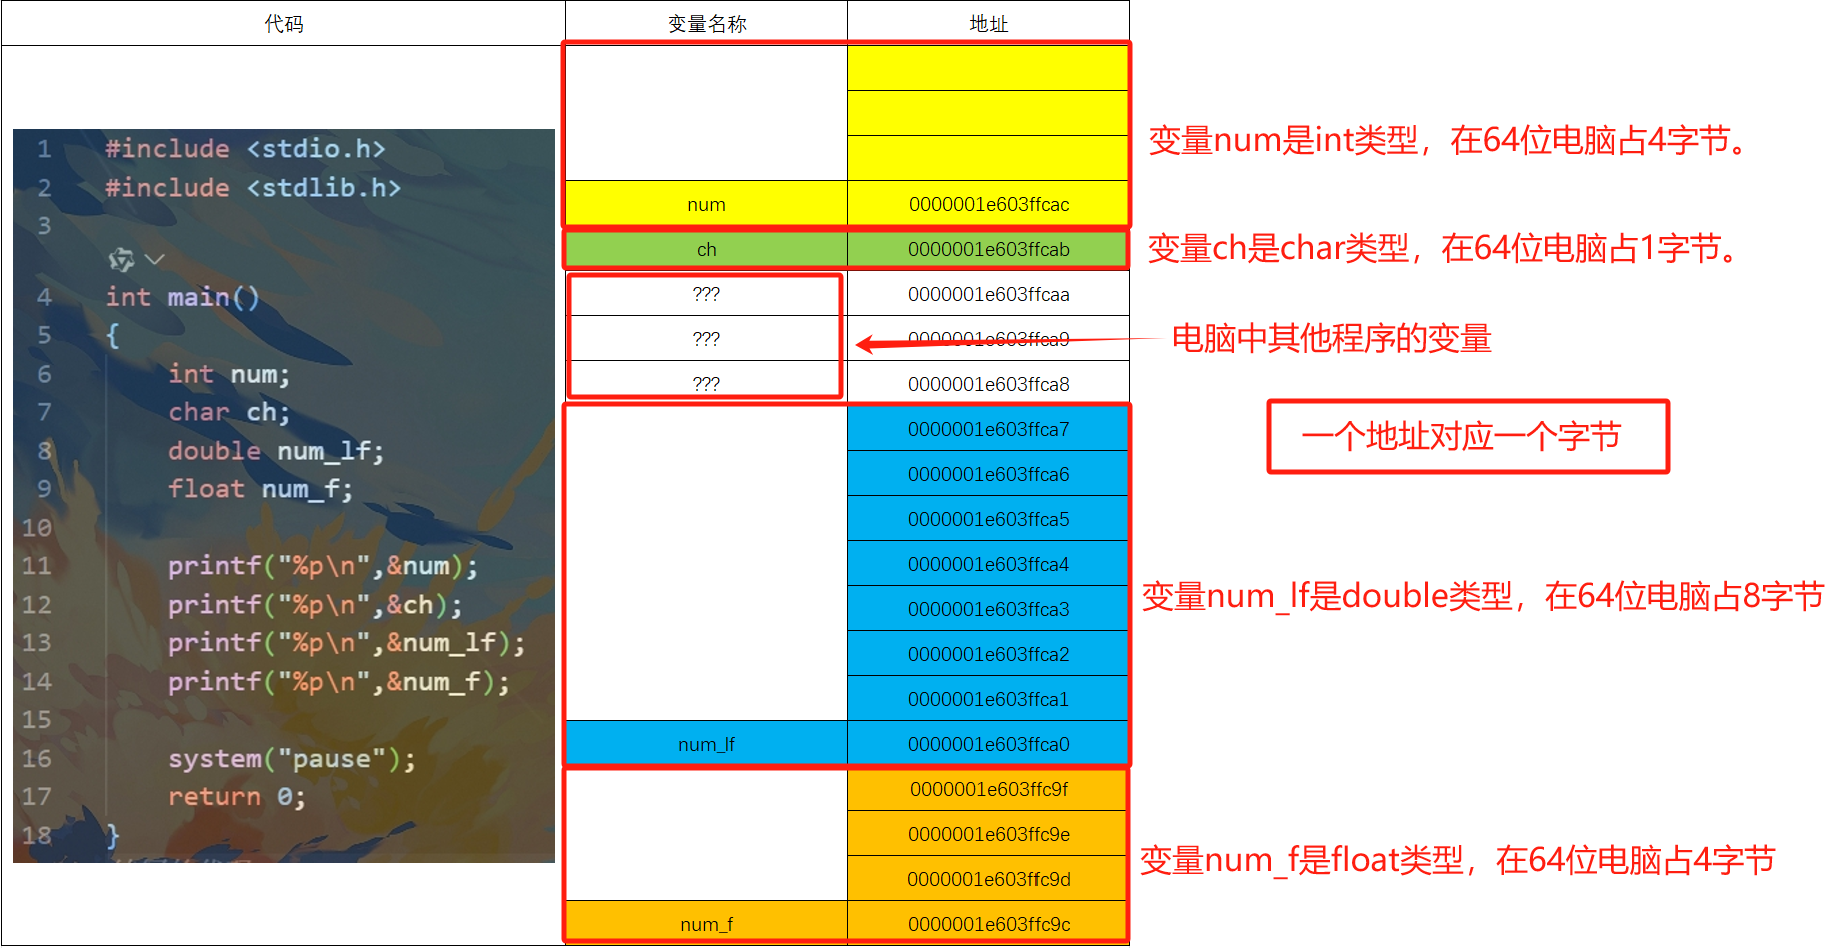 代码 变量名称 地址
1 #include <stdio.h>
2 #include <stdlib.h>
3
4 int main()
5 {
6 int num;
7 char ch;
8 double num_lf;
9 float num_f;
10
11 printf("%p\n",&num);
12 printf("%p\n",&ch);
13 printf("%p\n",&num_lf);
14 printf("%p\n",&num_f);
15
16 system("pause");
17 return 0;
18 }
num 0000001e603ffcac
ch 0000001e603ffcab
??? 0000001e603ffcaa
??? 0000001e603ffca9
??? 0000001e603ffca8
0000001e603ffca7
0000001e603ffca6
0000001e603ffca5
0000001e603ffca4
0000001e603ffca3
0000001e603ffca2
0000001e603ffca1
num_lf 0000001e603ffca0
0000001e603ffc9f
0000001e603ffc9e
0000001e603ffc9d
num_f 0000001e603ffc9c
变量num是int类型，在64位电脑占4字节。
变量ch是char类型，在64位电脑占1字节。
电脑中其他程序的变量
一个地址对应一个字节
变量num_lf是double类型，在64位电脑占8字节
变量num_f是float类型，在64位电脑占4字节